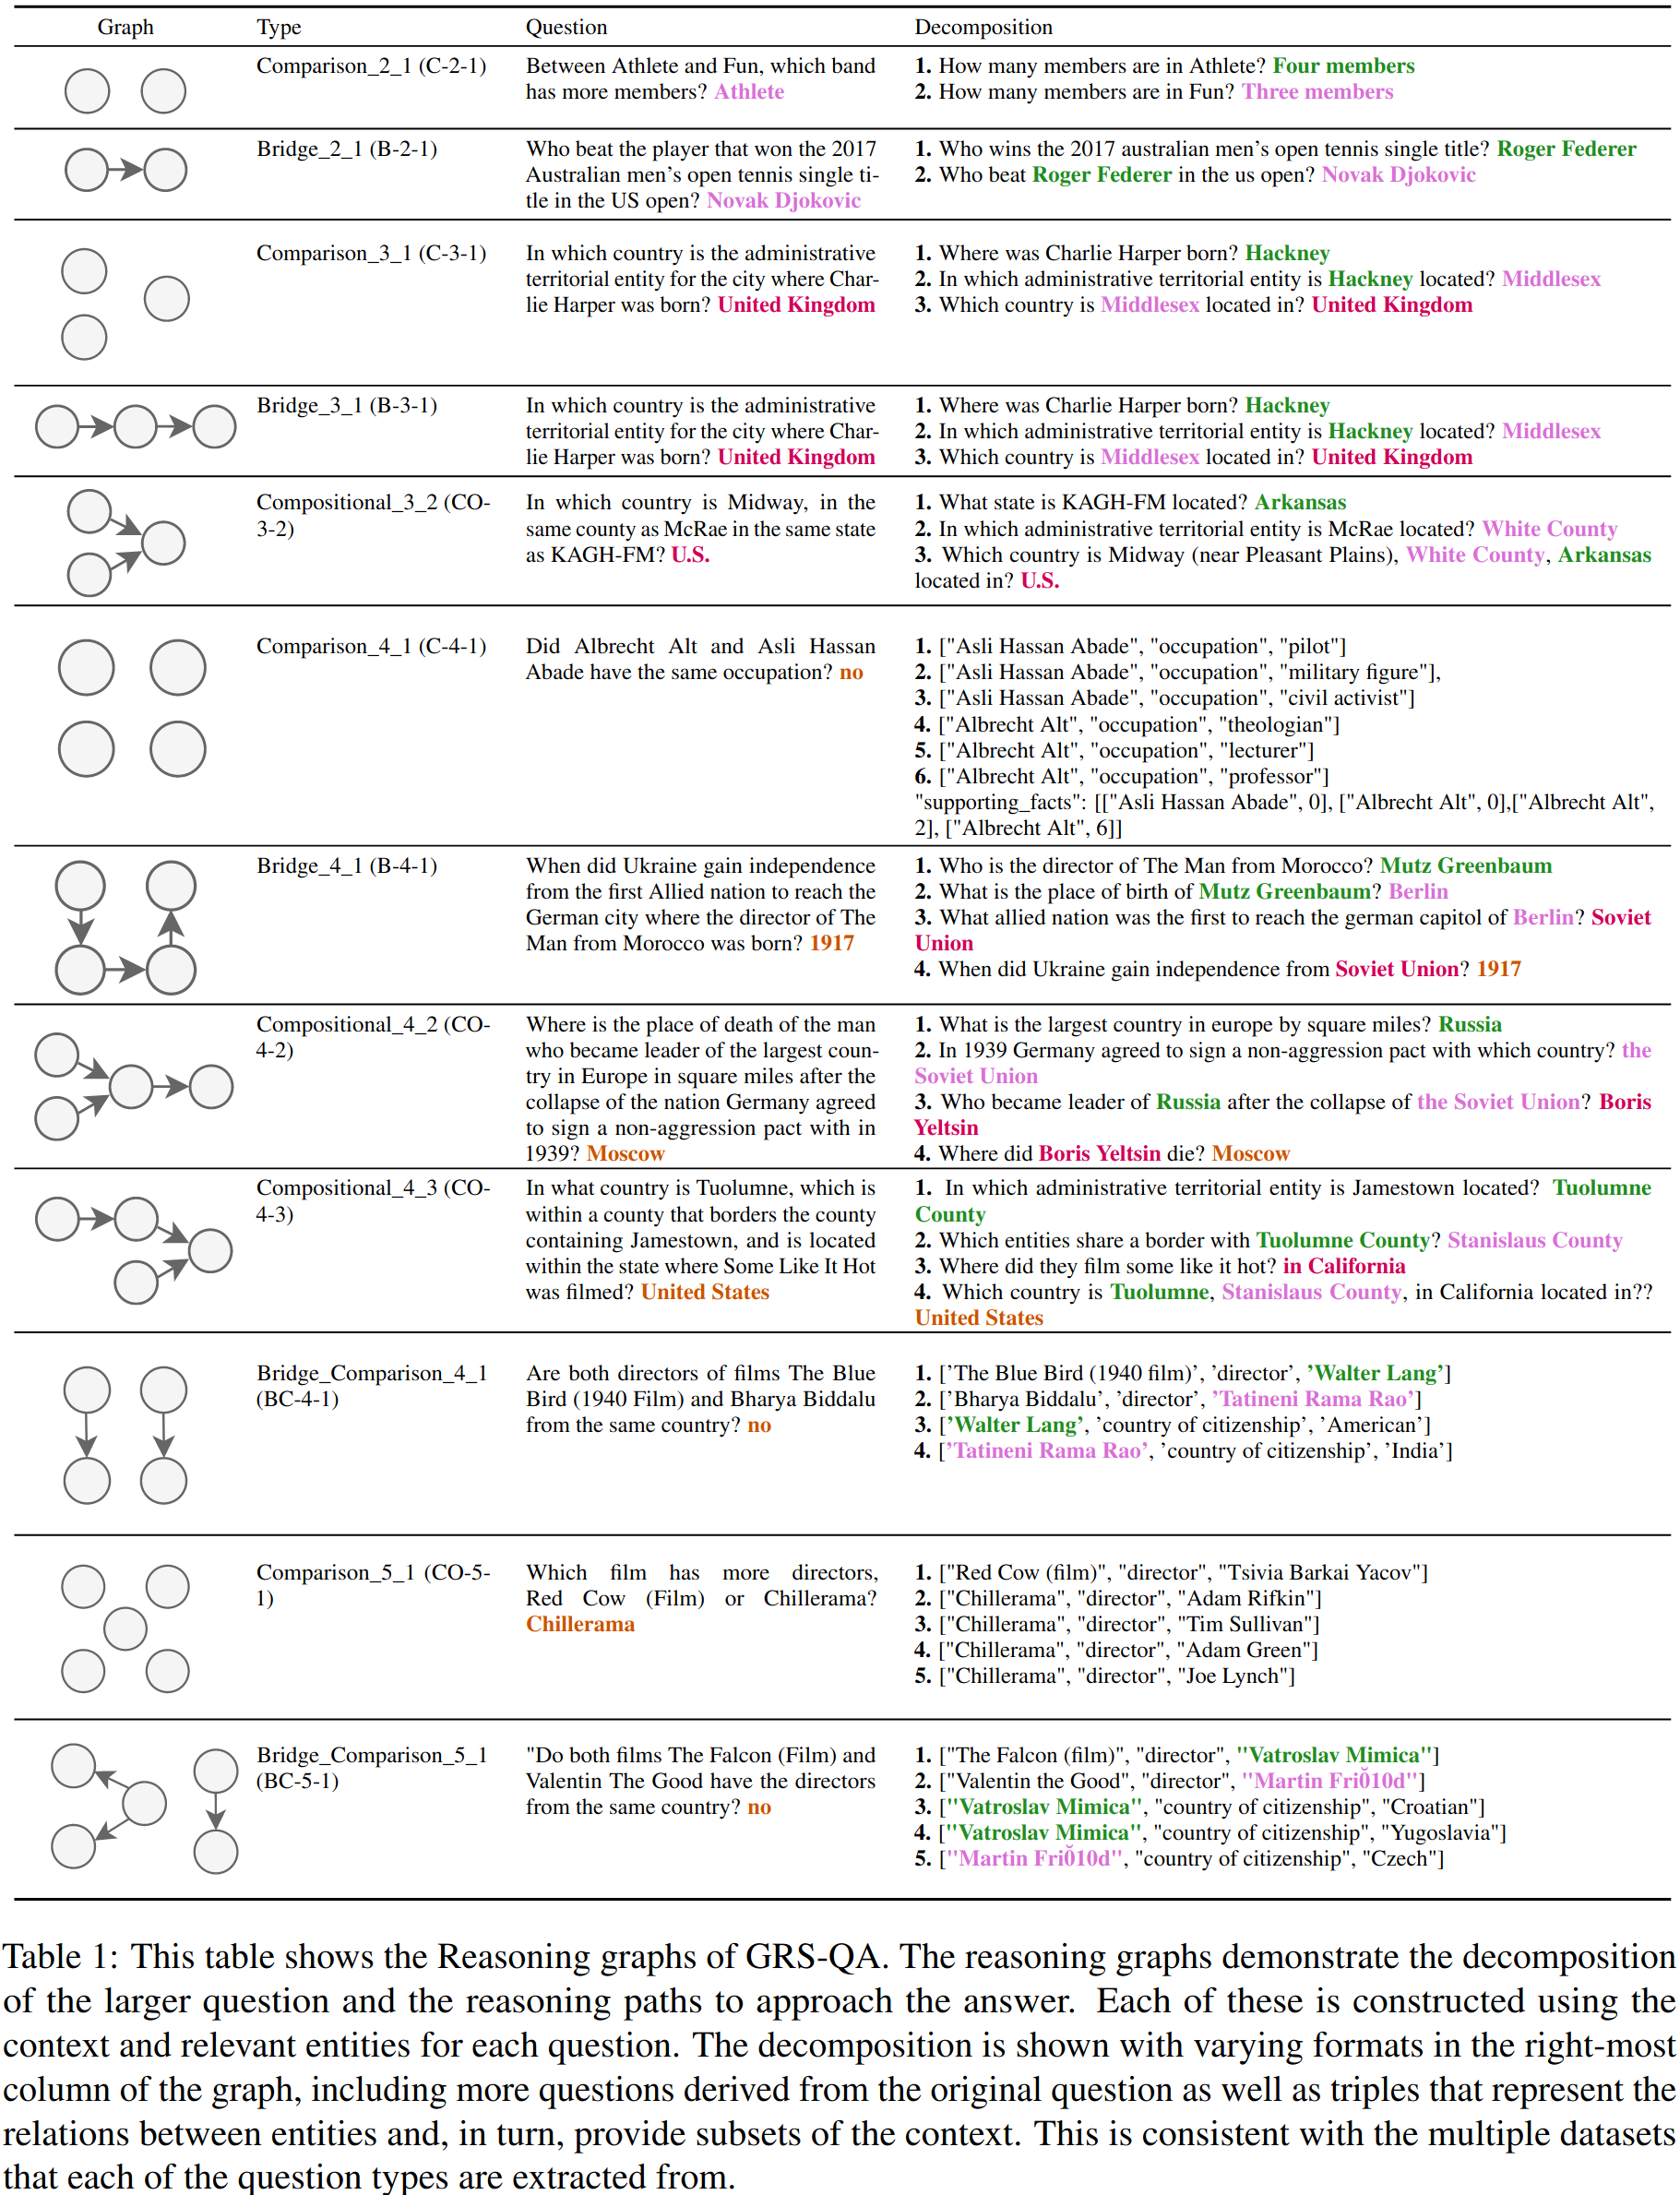 Graph Type Question Decomposition
Comparison_2_1 (C-2-1)
Between Athlete and Fun, which band
has more members? Athlete
1. How many members are in Athlete? Four members
2. How many members are in Fun? Three members
Bridge_2_1 (B-2-1)
Who beat the player that won the 2017
Australian men's open tennis single ti-
tle in the US open? Novak Djokovic
1. Who wins the 2017 australian men's open tennis single title? Roger Federer
2. Who beat Roger Federer in the us open? Novak Djokovic
Comparison_3_1 (C-3-1)
In which country is the administrative
territorial entity for the city where Char-
lie Harper was born? United Kingdom
1. Where was Charlie Harper born? Hackney
2. In which administrative territorial entity is Hackney located? Middlesex
3. Which country is Middlesex located in? United Kingdom
Bridge_3_1 (B-3-1)
In which country is the administrative
territorial entity for the city where Char-
lie Harper was born? United Kingdom
1. Where was Charlie Harper born? Hackney
2. In which administrative territorial entity is Hackney located? Middlesex
3. Which country is Middlesex located in? United Kingdom
Compositional_3_2 (CO-
3-2)
In which country is Midway, in the
same county as McRae in the same state
as KAGH-FM? U.S.
1. What state is KAGH-FM located? Arkansas
2. In which administrative territorial entity is McRae located? White County
3. Which country is Midway (near Pleasant Plains), White County, Arkansas
located in? U.S.
Comparison_4_1 (C-4-1)
Did Albrecht Alt and Asli Hassan
Abade have the same occupation? no
1. ["Asli Hassan Abade", "occupation", "pilot"]
2. ["Asli Hassan Abade", "occupation", "military figure"],
3. ["Asli Hassan Abade", "occupation", "civil activist"]
4. ["Albrecht Alt", "occupation", "theologian"]
5. ["Albrecht Alt", "occupation", "lecturer"]
6. ["Albrecht Alt", "occupation", "professor"]
"supporting_facts": [["Asli Hassan Abade", 0], ["Albrecht Alt", 0],["Albrecht Alt",
2], ["Albrecht Alt", 6]]
Bridge_4_1 (B-4-1)
When did Ukraine gain independence
from the first Allied nation to reach the
German city where the director of The
Man from Morocco was born? 1917
1. Who is the director of The Man from Morocco? Mutz Greenbaum
2. What is the place of birth of Mutz Greenbaum? Berlin
3. What allied nation was the first to reach the german capitol of Berlin? Soviet
Union
4. When did Ukraine gain independence from Soviet Union? 1917
Compositional_4_2 (CO-
4-2)
Where is the place of death of the man
who became leader of the largest coun-
try in Europe in square miles after the
collapse of the nation Germany agreed
to sign a non-aggression pact with in
1939? Moscow
1. What is the largest country in europe by square miles? Russia
2. In 1939 Germany agreed to sign a non-aggression pact with which country? the
Soviet Union
3. Who became leader of Russia after the collapse of the Soviet Union? Boris
Yeltsin
4. Where did Boris Yeltsin die? Moscow
Compositional_4_3 (CO-
4-3)
In what country is Tuolumne, which is
within a county that borders the county
containing Jamestown, and is located
within the state where Some Like It Hot
was filmed? United States
1. In which administrative territorial entity is Jamestown located? Tuolumne
County
2. Which entities share a border with Tuolumne County? Stanislaus County
3. Where did they film some like it hot? in California
4. Which country is Tuolumne, Stanislaus County, in California located in??
United States
Bridge_Comparison_4_1
(BC-4-1)
Are both directors of films The Blue
Bird (1940 Film) and Bharya Biddalu
from the same country? no
1. ['The Blue Bird (1940 film)', 'director', 'Walter Lang']
2. ['Bharya Biddalu', 'director', 'Tatineni Rama Rao']
3. ['Walter Lang', 'country of citizenship', 'American']
4. ['Tatineni Rama Rao', 'country of citizenship', 'India']
Comparison_5_1 (CO-5-
1)
Which film has more directors,
Red Cow (Film) or Chillerama?
Chillerama
1. ["Red Cow (film)", "director", "Tsivia Barkai Yacov"]
2. ["Chillerama", "director", "Adam Rifkin"]
3. ["Chillerama", "director", "Tim Sullivan"]
4. ["Chillerama", "director", "Adam Green"]
5. ["Chillerama", "director", "Joe Lynch"]
Bridge_Comparison_5_1
(BC-5-1)
"Do both films The Falcon (Film) and
Valentin The Good have the directors
from the same country? no
1. ["The Falcon (film)", "director", "Vatroslav Mimica"]
2. ["Valentin the Good", "director", "Martin Fri0̆10d"]
3. ["Vatroslav Mimica", "country of citizenship", "Croatian"]
4. ["Vatroslav Mimica", "country of citizenship", "Yugoslavia"]
5. ["Martin Fri0̆10d", "country of citizenship", "Czech"]
Table 1: This table shows the Reasoning graphs of GRS-QA. The reasoning graphs demonstrate the decomposition
of the larger question and the reasoning paths to approach the answer. Each of these is constructed using the
context and relevant entities for each question. The decomposition is shown with varying formats in the right-most
column of the graph, including more questions derived from the original question as well as triples that represent the
relations between entities and, in turn, provide subsets of the context. This is consistent with the multiple datasets
that each of the question types are extracted from.